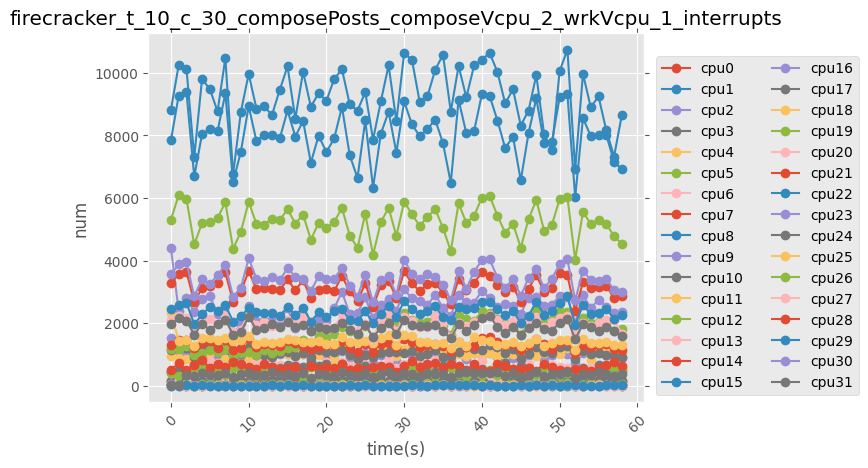 firecracker_t_10_c_30_composePosts_composeVcpu_2_wrkVcpu_1_interrupts
10000
8000
6000
4000
2000
0
num
0 10 20 30 40 50 60
time(s)
cpu0 cpu16
cpu1 cpu17
cpu2 cpu18
cpu3 cpu19
cpu4 cpu20
cpu5 cpu21
cpu6 cpu22
cpu7 cpu23
cpu8 cpu24
cpu9 cpu25
cpu10 cpu26
cpu11 cpu27
cpu12 cpu28
cpu13 cpu29
cpu14 cpu30
cpu15 cpu31